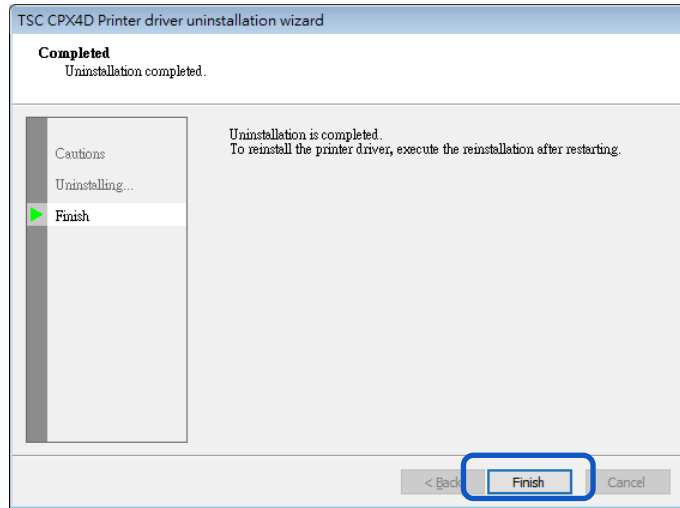 TSC CPX4D Printer driver uninstallation wizard
Completed
Uninstallation completed.
Cautions
Uninstalling...
Finish
Uninstallation is completed.
To reinstall the printer driver, execute the reinstallation after restarting.
< Back
Finish
Cancel